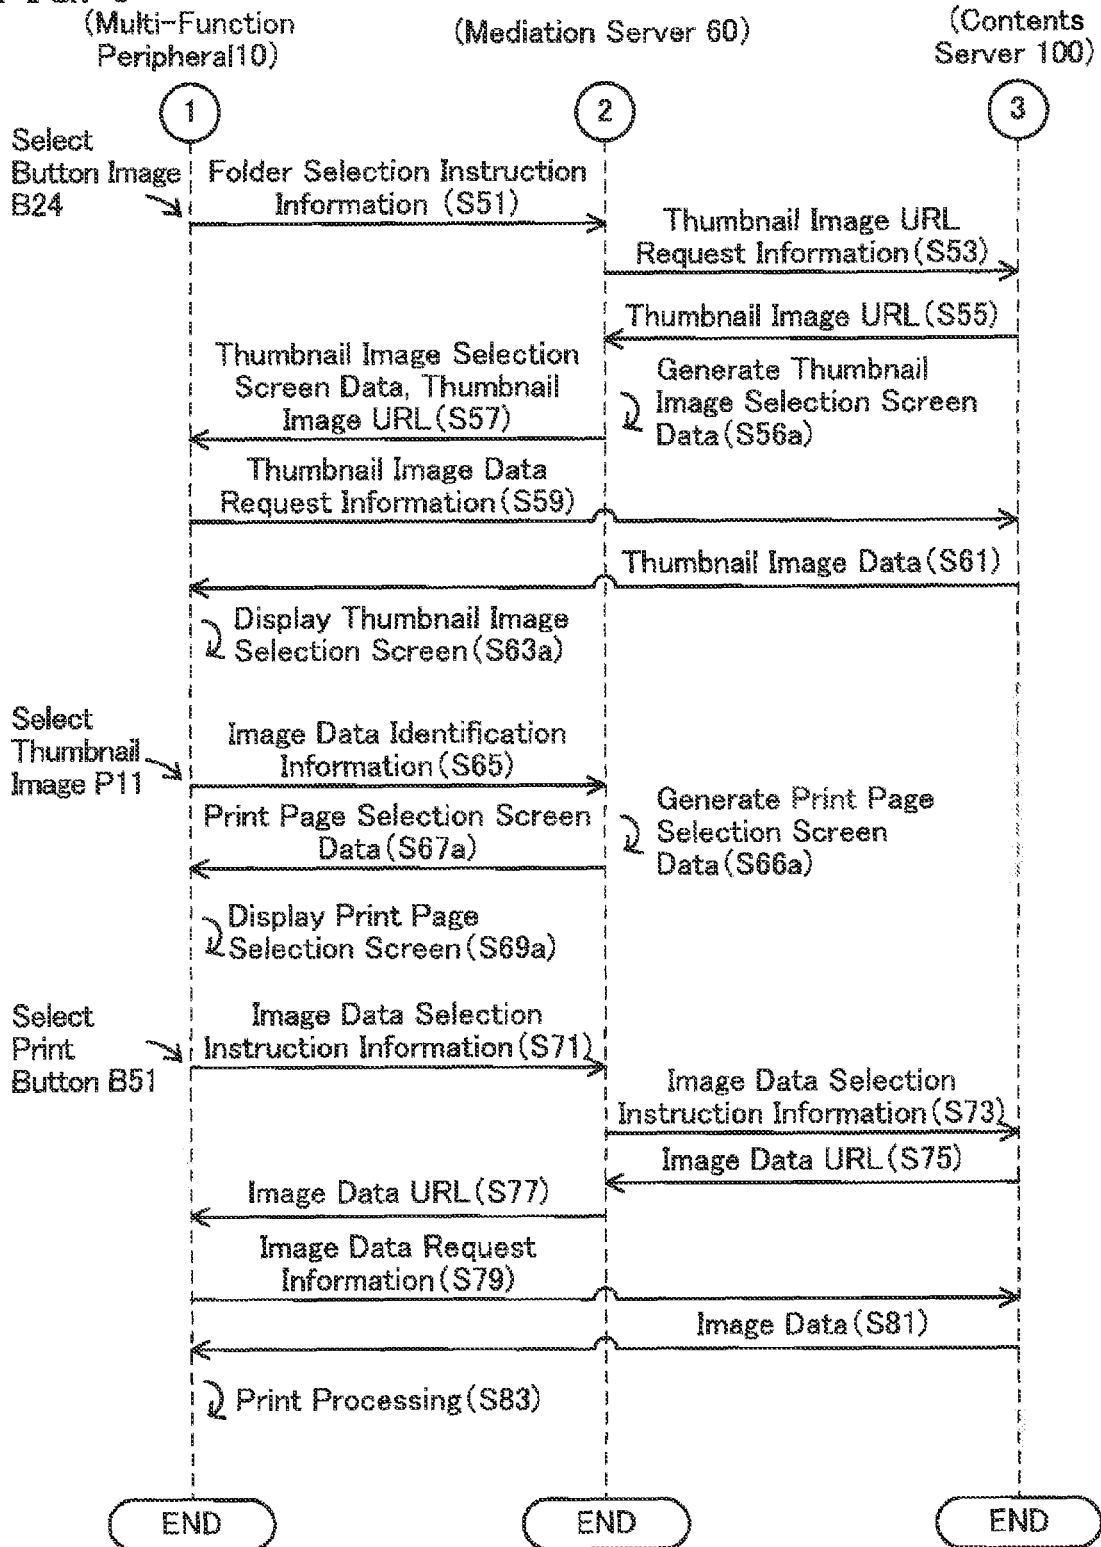 (Multi-Function
Peripheral10)
(Mediation Server 60)
(Contents
Server 100)
1
2
3
Select
Button Image
B24
Folder Selection Instruction
Information (S51)
Thumbnail Image URL
Request Information(S53)
Thumbnail Image URL(S55)
Thumbnail Image Selection
Screen Data, Thumbnail
Image URL(S57)
Generate Thumbnail
Image Selection Screen
Data(S56a)
Thumbnail Image Data
Request Information(S59)
Thumbnail Image Data(S61)
Display Thumbnail Image
Selection Screen(S63a)
Select
Thumbnail
Image P11
Image Data Identification
Information(S65)
Print Page Selection Screen
Data(S67a)
Generate Print Page
Selection Screen
Data(S66a)
Display Print Page
Selection Screen(S69a)
Select
Print
Button B51
Image Data Selection
Instruction Information(S71)
Image Data Selection
Instruction Information(S73)
Image Data URL(S75)
Image Data URL(S77)
Image Data Request
Information(S79)
Image Data(S81)
Print Processing(S83)
END
END
END